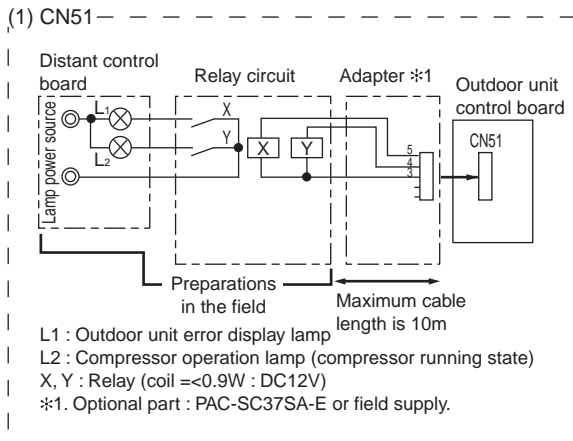 (1) CN51
Distant control
board
Relay circuit
Adapter ✻1
Outdoor unit
control board
Lamp power source
L1
L2
X
Y
X
Y
5
4
3
CN51
Preparations
in the field
Maximum cable
length is 10m
L1 : Outdoor unit error display lamp
L2 : Compressor operation lamp (compressor running state)
X, Y : Relay (coil =<0.9W : DC12V)
✻1. Optional part : PAC-SC37SA-E or field supply.